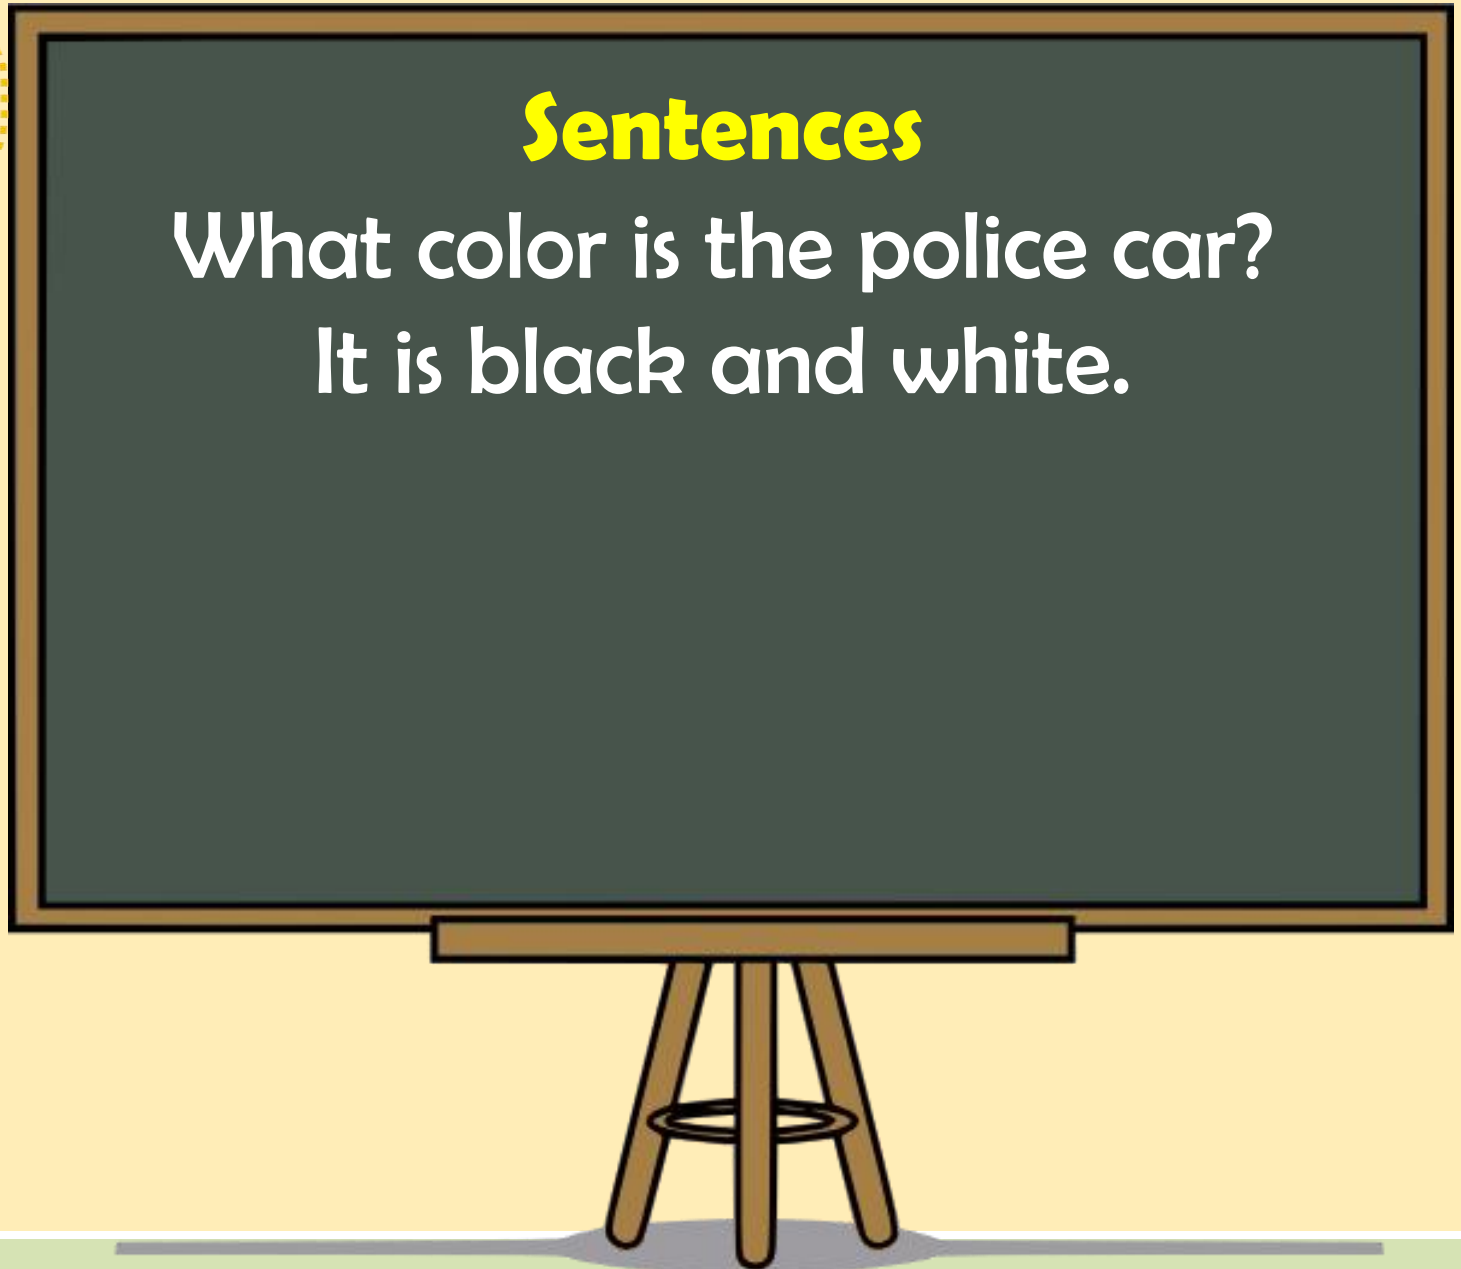 Sentences
What color is the police car?
It is black and white.